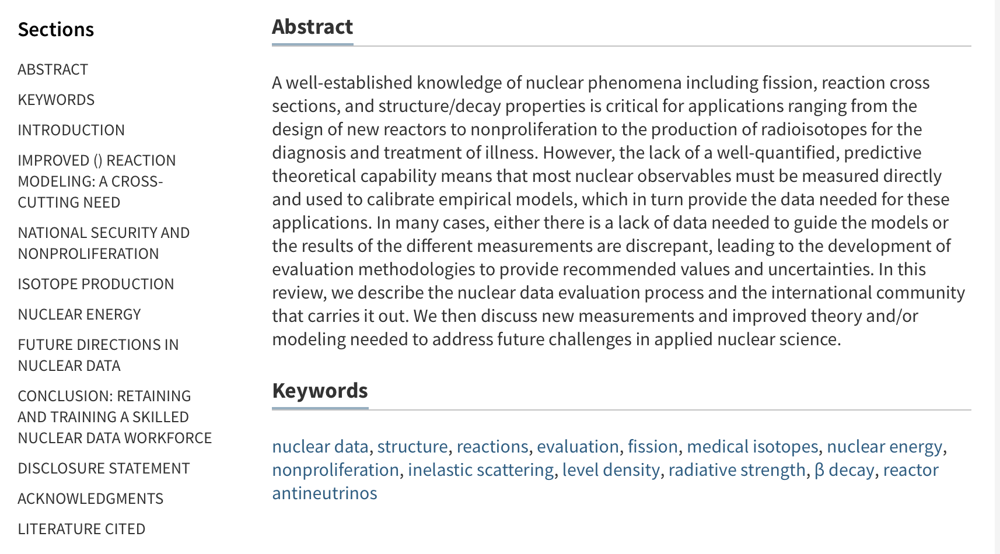 Sections
ABSTRACT
KEYWORDS
INTRODUCTION
IMPROVED () REACTION
MODELING: A CROSS-
CUTTING NEED
NATIONAL SECURITY AND
NONPROLIFERATION
ISOTOPE PRODUCTION
NUCLEAR ENERGY
FUTURE DIRECTIONS IN
NUCLEAR DATA
CONCLUSION: RETAINING
AND TRAINING A SKILLED
NUCLEAR DATA WORKFORCE
DISCLOSURE STATEMENT
ACKNOWLEDGMENTS
LITERATURE CITED
Abstract
A well-established knowledge of nuclear phenomena including fission, reaction cross
sections, and structure/decay properties is critical for applications ranging from the
design of new reactors to nonproliferation to the production of radioisotopes for the
diagnosis and treatment of illness. However, the lack of a well-quantified, predictive
theoretical capability means that most nuclear observables must be measured directly
and used to calibrate empirical models, which in turn provide the data needed for these
applications. In many cases, either there is a lack of data needed to guide the models or
the results of the different measurements are discrepant, leading to the development of
evaluation methodologies to provide recommended values and uncertainties. In this
review, we describe the nuclear data evaluation process and the international community
that carries it out. We then discuss new measurements and improved theory and/or
modeling needed to address future challenges in applied nuclear science.
Keywords
nuclear data, structure, reactions, evaluation, fission, medical isotopes, nuclear energy,
nonproliferation, inelastic scattering, level density, radiative strength, β decay, reactor
antineutrinos